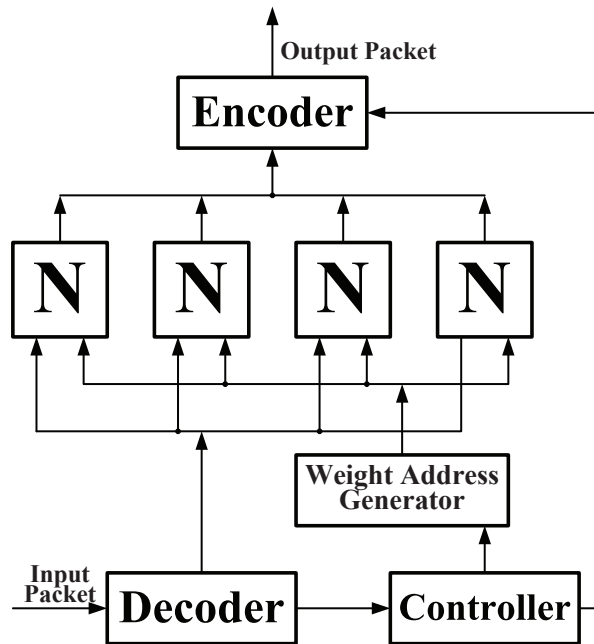 Output Packet
Encoder
N N N N
Weight Address
Generator
Input
Packet
Decoder
Controller